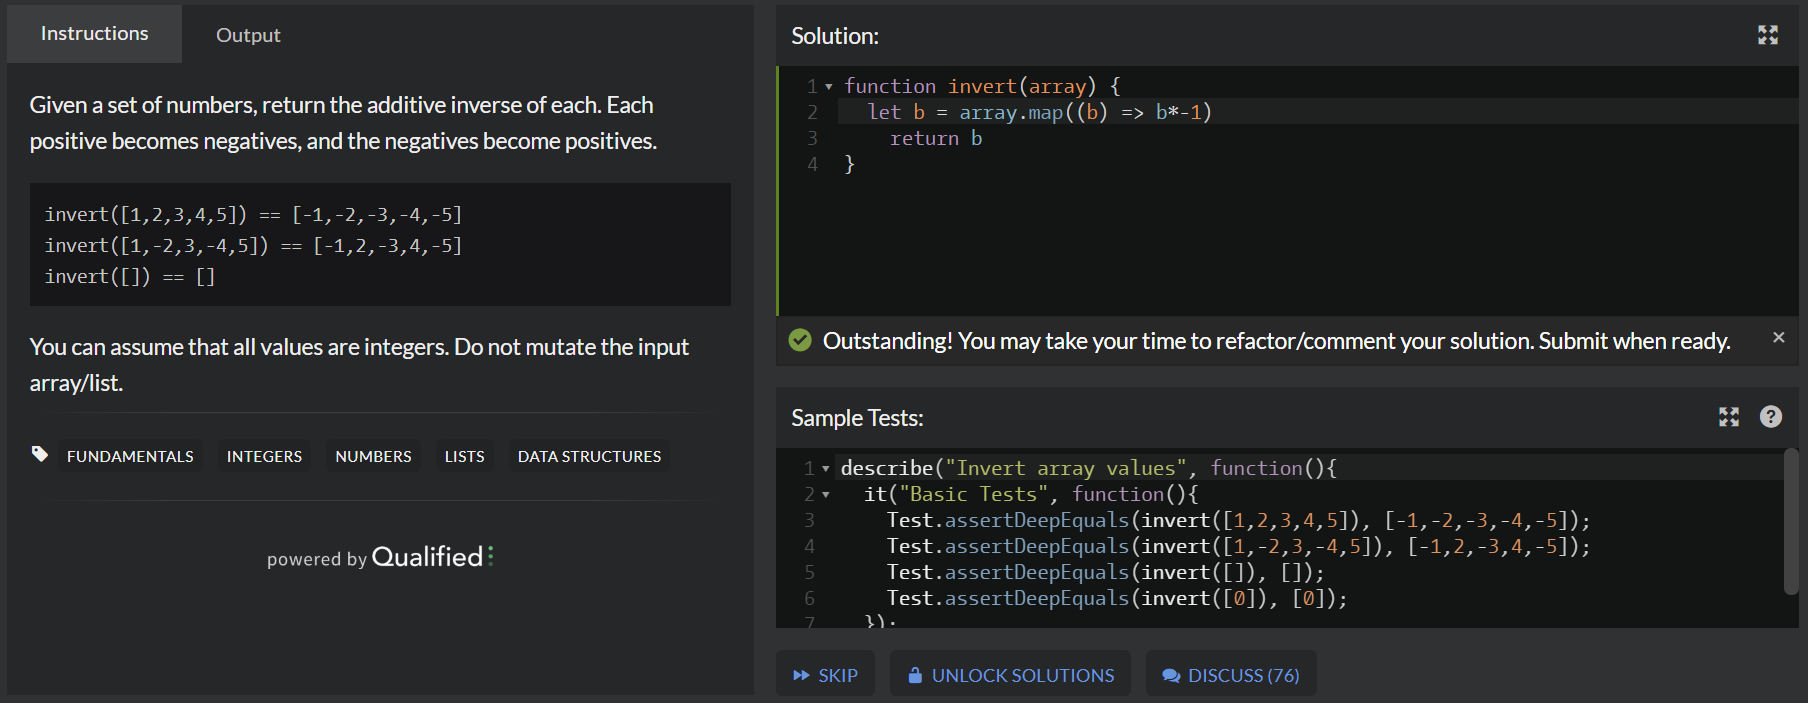 Instructions
Output
Given a set of numbers, return the additive inverse of each. Each
positive becomes negatives, and the negatives become positives.
invert([1,2,3,4,5]) == [-1,-2,-3,-4,-5]
invert([1,-2,3,-4,5]) == [-1,2,-3,4,-5]
invert([]) == []
You can assume that all values are integers. Do not mutate the input
array/list.
FUNDAMENTALS INTEGERS NUMBERS LISTS DATA STRUCTURES
powered by Qualified
Solution:
1 function invert(array) {
2   let b = array.map((b) => b*-1)
3     return b
4 }
Outstanding! You may take your time to refactor/comment your solution. Submit when ready.
Sample Tests:
1 describe("Invert array values", function(){
2   it("Basic Tests", function(){
3     Test.assertDeepEquals(invert([1,2,3,4,5]), [-1,-2,-3,-4,-5]);
4     Test.assertDeepEquals(invert([1,-2,3,-4,5]), [-1,2,-3,4,-5]);
5     Test.assertDeepEquals(invert([]), []);
6     Test.assertDeepEquals(invert([0]), [0]);
7   });
SKIP
UNLOCK SOLUTIONS
DISCUSS (76)